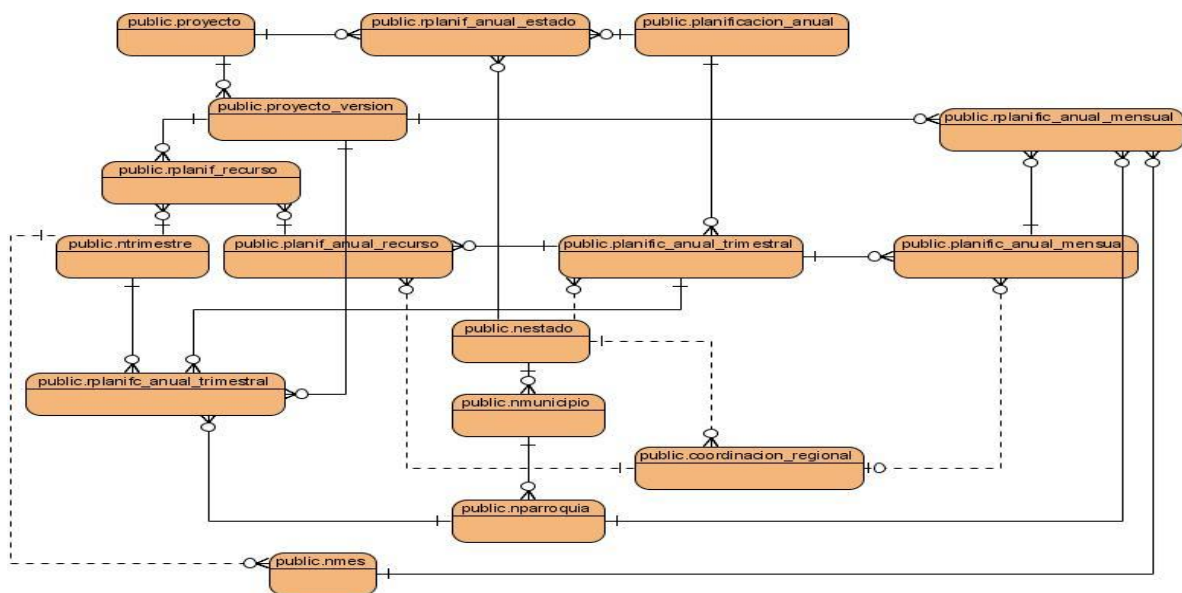 public.proyecto
public.rplanif_anual_estado
public.planificacion_anual
public.proyecto_version
public.rplanific_anual_mensual
public.rplanif_recurso
public.ntrimestre
public.planif_anual_recurso
public.planific_anual_trimestral
public.planific_anual_mensual
public.nestado
public.rplanifc_anual_trimestral
public.nmunicipio
public.coordinacion_regional
public.nparroquia
public.nmes